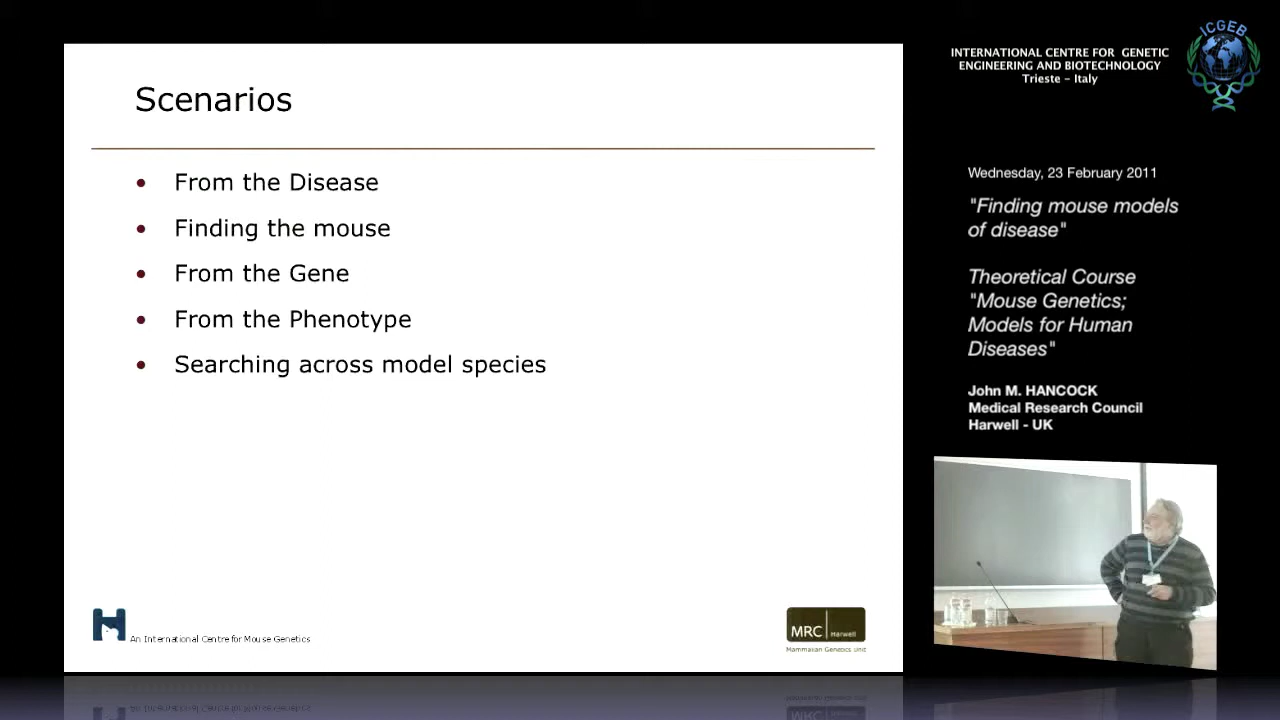 Scenarios
• From the Disease
• Finding the mouse
• From the Gene
• From the Phenotype
• Searching across model species
An International Centre for Mouse Genetics
MRC Harwell
Mammalian Genetics Unit
ICGEB
INTERNATIONAL CENTRE FOR GENETIC
ENGINEERING AND BIOTECHNOLOGY
Trieste - Italy
Wednesday, 23 February 2011
"Finding mouse models
of disease"
Theoretical Course
"Mouse Genetics;
Models for Human
Diseases"
John M. HANCOCK
Medical Research Council
Harwell - UK